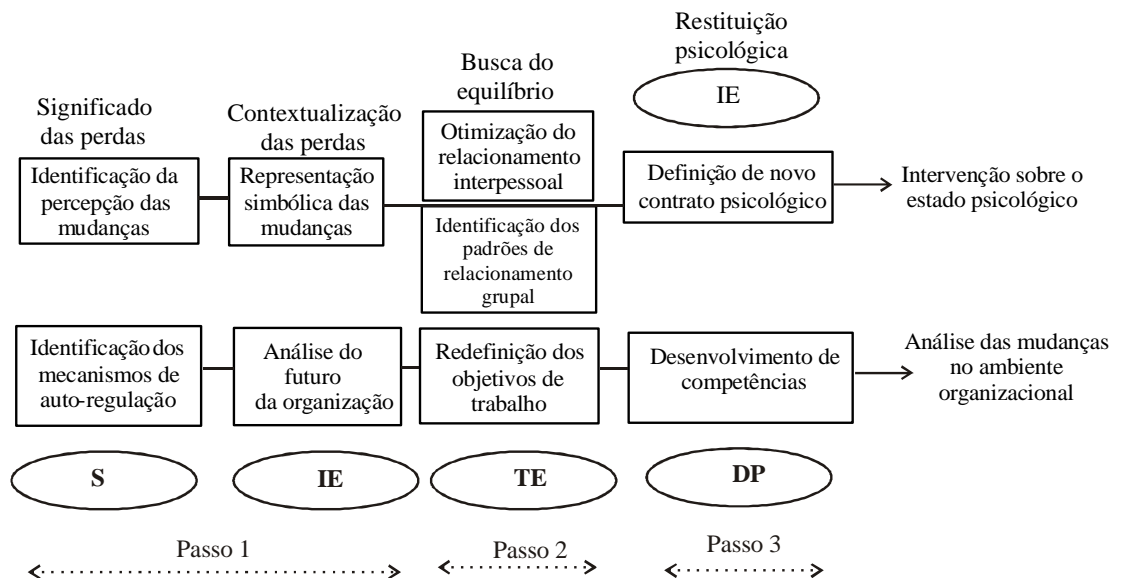 Restituição
psicológica
IE
Busca do
equilíbrio
Significado
das perdas
Contextualização
das perdas
Identificação da
percepção das
mudanças
Representação
simbólica das
mudanças
Otimização do
relacionamento
interpessoal
Identificação dos
padrões de
relacionamento
grupal
Definição de novo
contrato psicológico
Intervenção sobre o
estado psicológico
Identificação dos
mecanismos de
auto-regulação
Análise do
futuro
da organização
Redefinição dos
objetivos de
trabalho
Desenvolvimento de
competências
Análise das mudanças
no ambiente
organizacional
S
IE
TE
DP
Passo 1
Passo 2
Passo 3